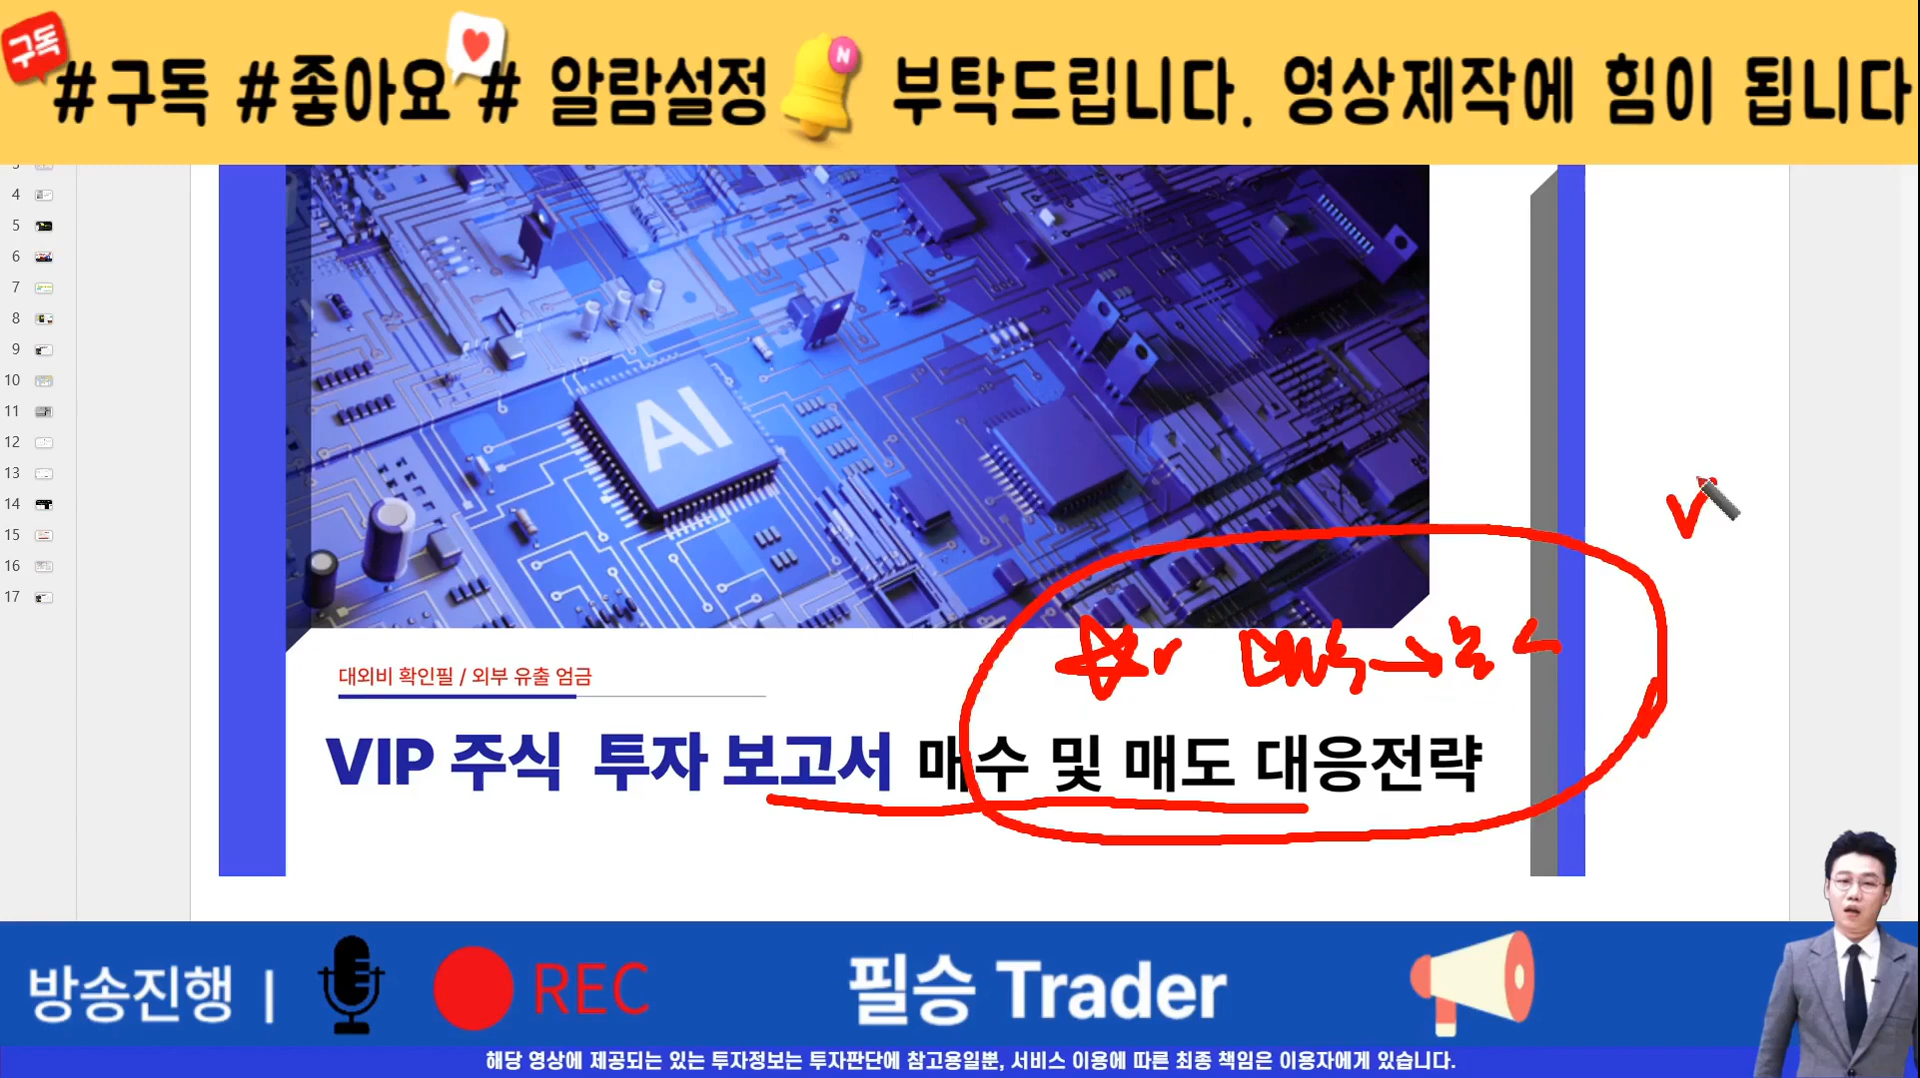 구독
#구독 #좋아요 # 알람설정 N 부탁드립니다. 영상제작에 힘이 됩니다
4
5
6
7
8
9
10
11
12
13
14
15
16
17
AI
대외비 확인필 / 외부 유출 엄금
VIP 주식 투자 보고서 매수 및 매도 대응전략
방송진행 | REC 필승 Trader
해당 영상에 제공되는 있는 투자정보는 투자판단에 참고용일뿐, 서비스 이용에 따른 최종 책임은 이용자에게 있습니다.